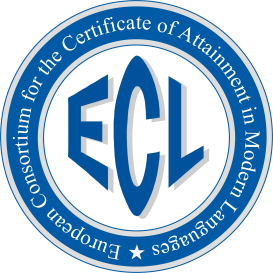 European Consortium for the Certificate of Attainment in Modern Languages
ECL